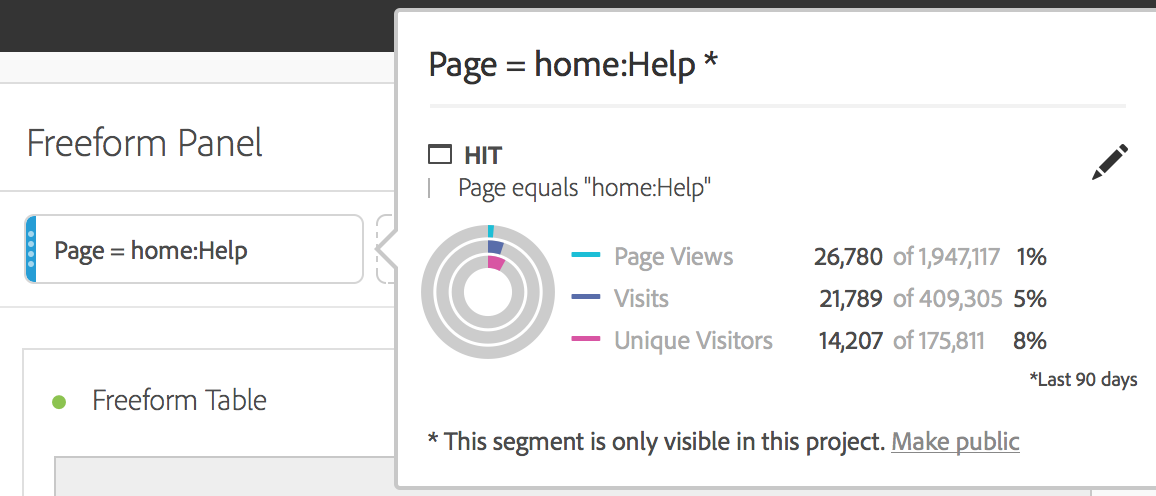 Page = home:Help *
Freeform Panel
HIT
Page equals "home:Help"
Page = home:Help
Page Views 26,780 of 1,947,117 1%
Visits 21,789 of 409,305 5%
Unique Visitors 14,207 of 175,811 8%
*Last 90 days
Freeform Table
* This segment is only visible in this project. Make public